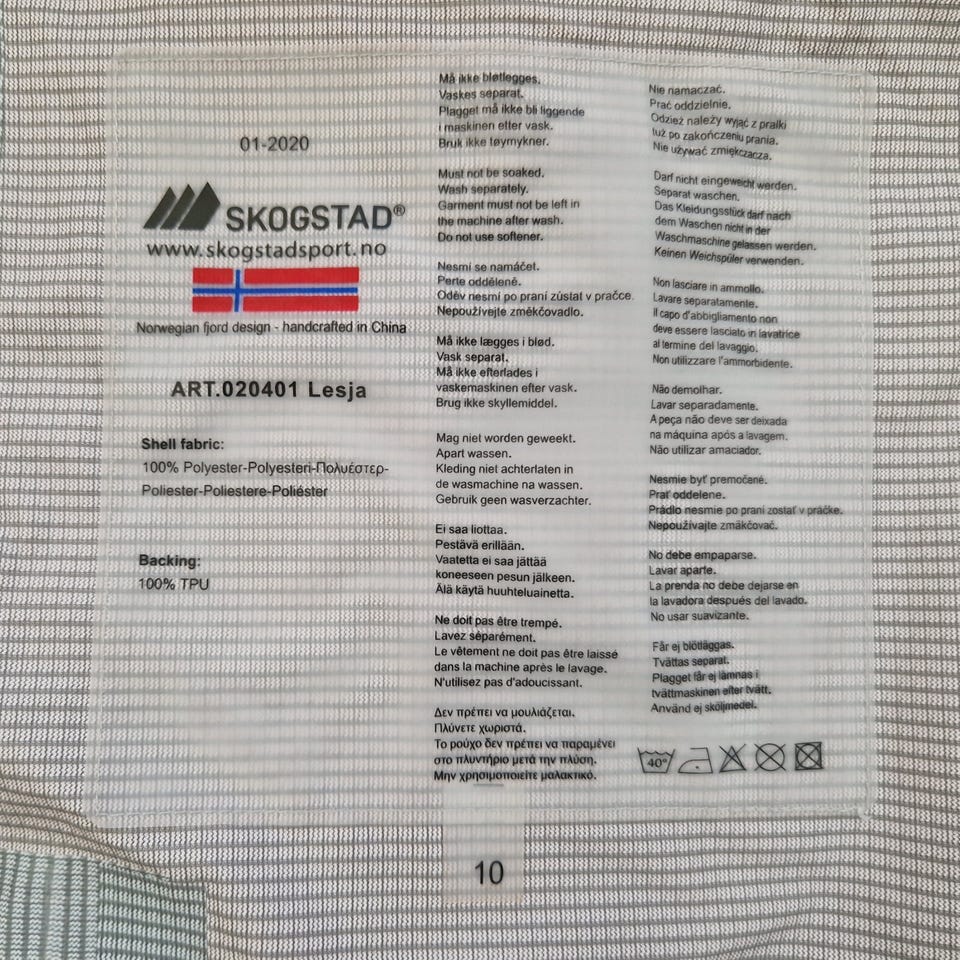 01-2020
SKOGSTAD®
www.skogstadsport.no
Norwegian fjord design - handcrafted in China
ART.020401 Lesja
Shell fabric:
100% Polyester-Polyesteri-Πολυέστερ-
Poliester-Poliestere-Poliéster
Backing:
100% TPU
Må ikke bløtlegges.
Vaskes separat.
Plagget må ikke bli liggende
i maskinen etter vask.
Bruk ikke tøymykner.
Must not be soaked.
Wash separately.
Garment must not be left in
the machine after wash.
Do not use softener.
Nesmí se namáčet.
Perte oddělené.
Oděv nesmí po praní zůstat v pračce.
Nepoužívejte změkčovadlo.
Må ikke lægges i blød.
Vask separat.
Må ikke efterlades i
vaskemaskinen efter vask.
Brug ikke skyllemiddel.
Mag niet worden geweekt.
Apart wassen.
Kleding niet achterlaten in
de wasmachine na wassen.
Gebruik geen wasverzachter.
Ei saa liottaa.
Pestävä erillään.
Vaatetta ei saa jättää
koneeseen pesun jälkeen.
Älä käytä huuhteluainetta.
Ne doit pas être trempé.
Lavez séparément.
Le vêtement ne doit pas être laissé
dans la machine après le lavage.
N'utilisez pas d'adoucissant.
Δεν πρέπει να μουλιάζεται.
Πλύνετε χωριστά.
Το ρούχο δεν πρέπει να παραμένει
στο πλυντήριο μετά την πλύση.
Μην χρησιμοποιείτε μαλακτικό.
Nie namaczać.
Prać oddzielnie.
Odzież należy wyjąć z pralki
tuż po zakończeniu prania.
Nie używać zmiękczacza.
Darf nicht eingeweicht werden.
Separat waschen.
Das Kleidungsstück darf nach
dem Waschen nicht in der
Waschmaschine gelassen werden.
Keinen Weichspüler verwenden.
Non lasciare in ammollo.
Lavare separatamente.
Il capo d'abbigliamento non
deve essere lasciato in lavatrice
al termine del lavaggio.
Non utilizzare l'ammorbidente.
Não demolhar.
Lavar separadamente.
A peça não deve ser deixada
na máquina após a lavagem.
Não utilizar amaciador.
Nesmie byť premočené.
Prať oddelene.
Prádlo nesmie po praní zostať v práčke.
Nepoužívajte zmäkčovač.
No debe empaparse.
Lavar aparte.
La prenda no debe dejarse en
la lavadora después del lavado.
No usar suavizante.
Får ej blötläggas.
Tvättas separat.
Plagget får ej lämnas i
tvättmaskinen efter tvätt.
Använd ej sköljmedel.
40°
10